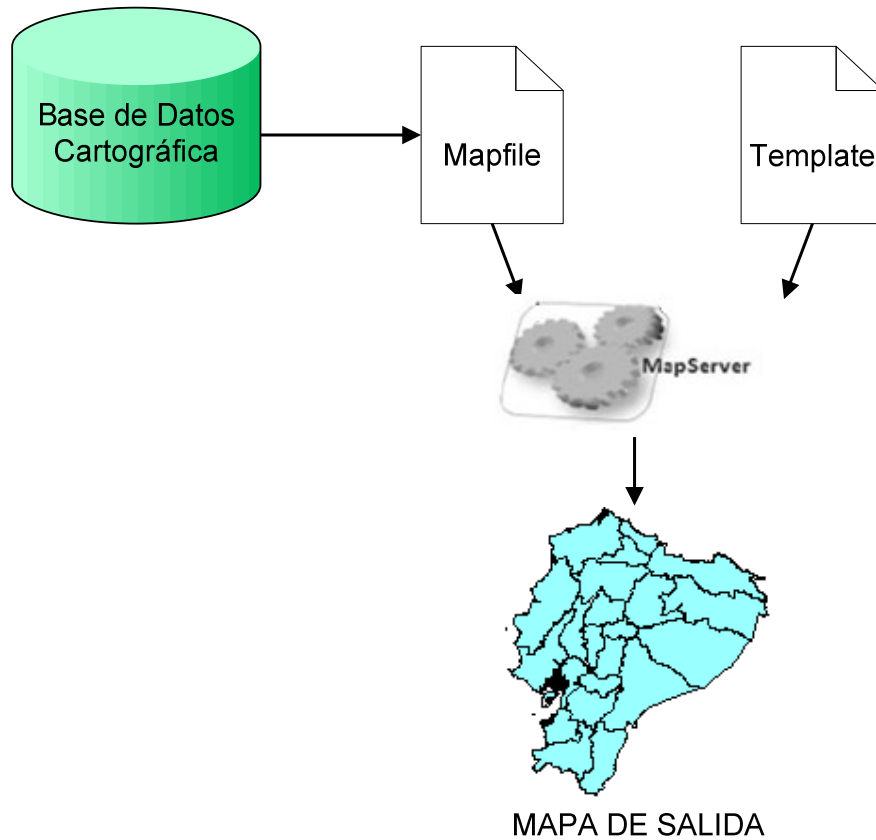 Base de Datos
Cartográfica
Mapfile
Template
MapServer
MAPA DE SALIDA